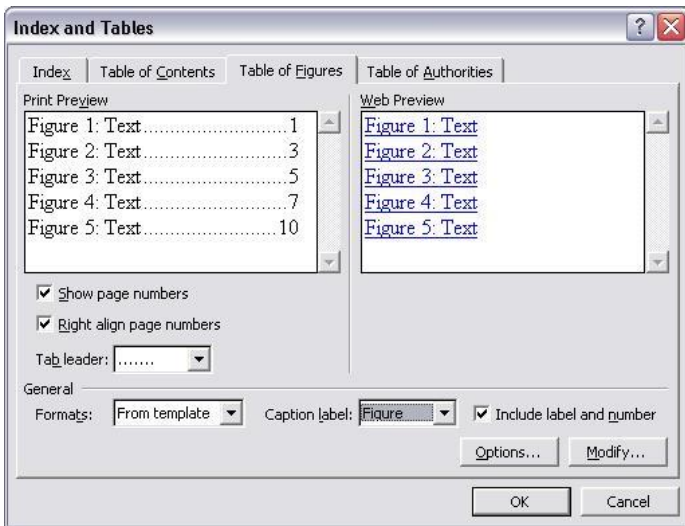 Index and Tables
Index Table of Contents Table of Figures Table of Authorities
Print Preview
Figure 1: Text..............................1
Figure 2: Text..............................3
Figure 3: Text..............................5
Figure 4: Text..............................7
Figure 5: Text............................10
Web Preview
Figure 1: Text
Figure 2: Text
Figure 3: Text
Figure 4: Text
Figure 5: Text
Show page numbers
Right align page numbers
Tab leader: .......
General
Formats: From template Caption label: Figure Include label and number
Options... Modify...
OK Cancel